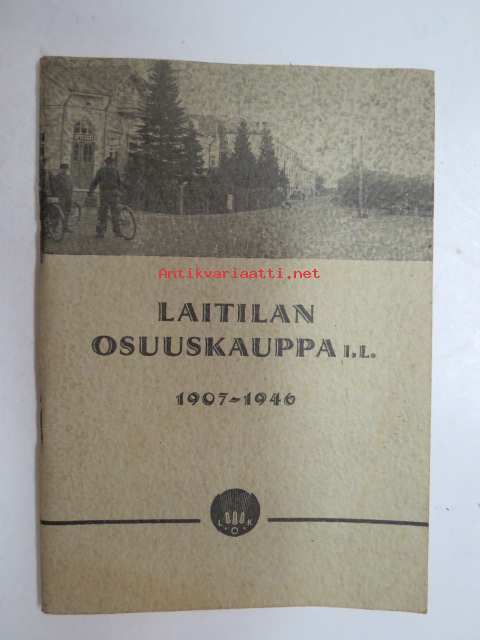 Antikvariaatti.net
LAITILAN
OSUUSKAUPPA I.L.
1907-1946
L.O.K